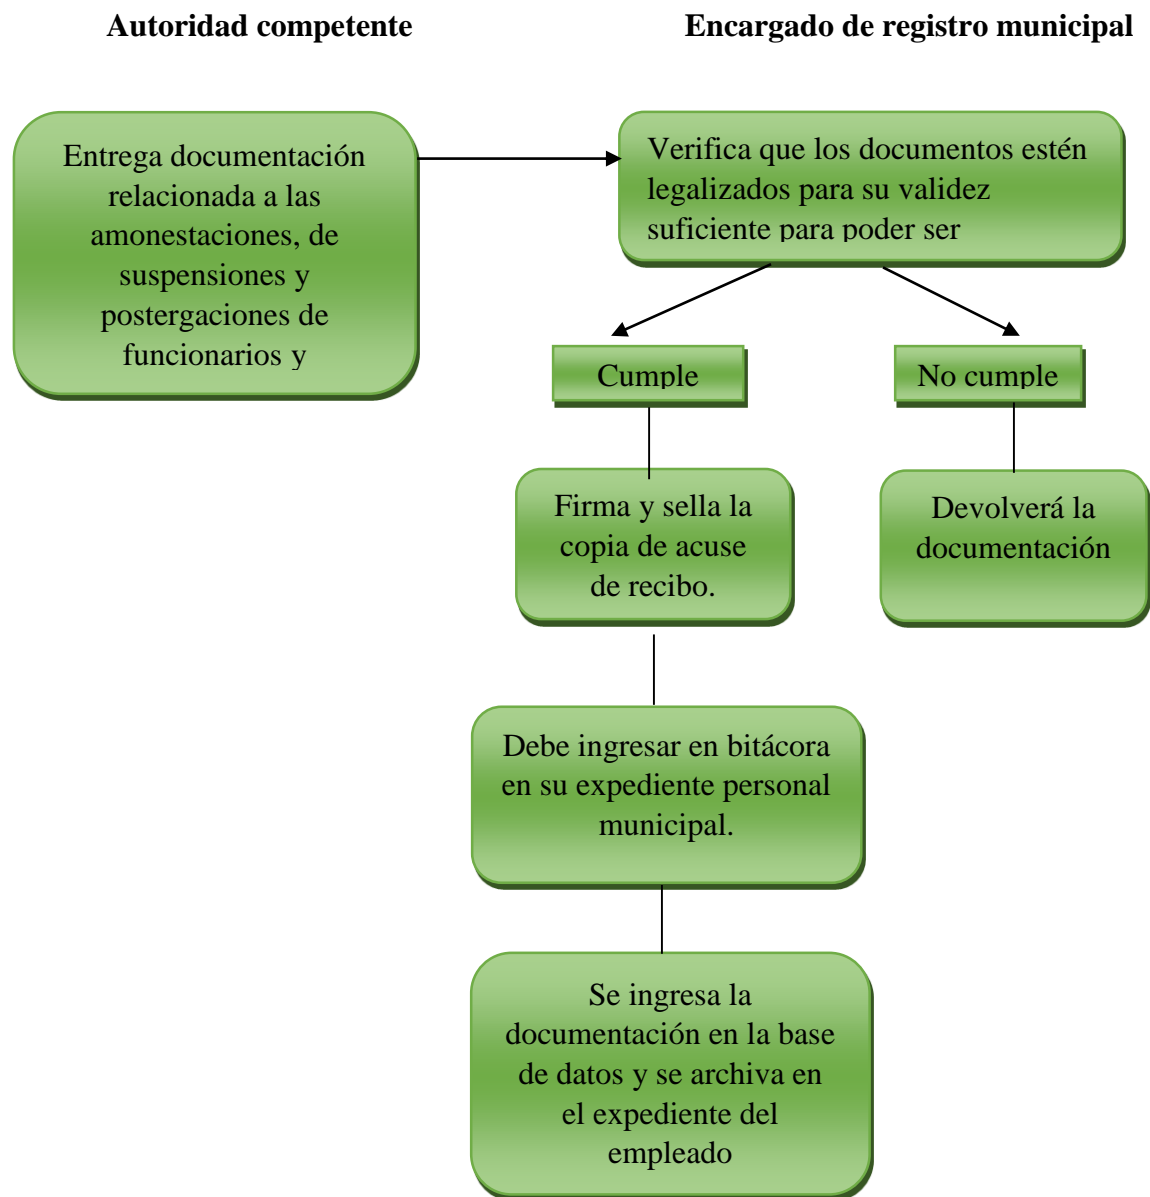 Autoridad competente
Encargado de registro municipal
Entrega documentación
relacionada a las
amonestaciones, de
suspensiones y
postergaciones de
funcionarios y
Verifica que los documentos estén
legalizados para su validez
suficiente para poder ser
Cumple
No cumple
Firma y sella la
copia de acuse
de recibo.
Devolverá la
documentación
Debe ingresar en bitácora
en su expediente personal
municipal.
Se ingresa la
documentación en la base
de datos y se archiva en
el expediente del
empleado